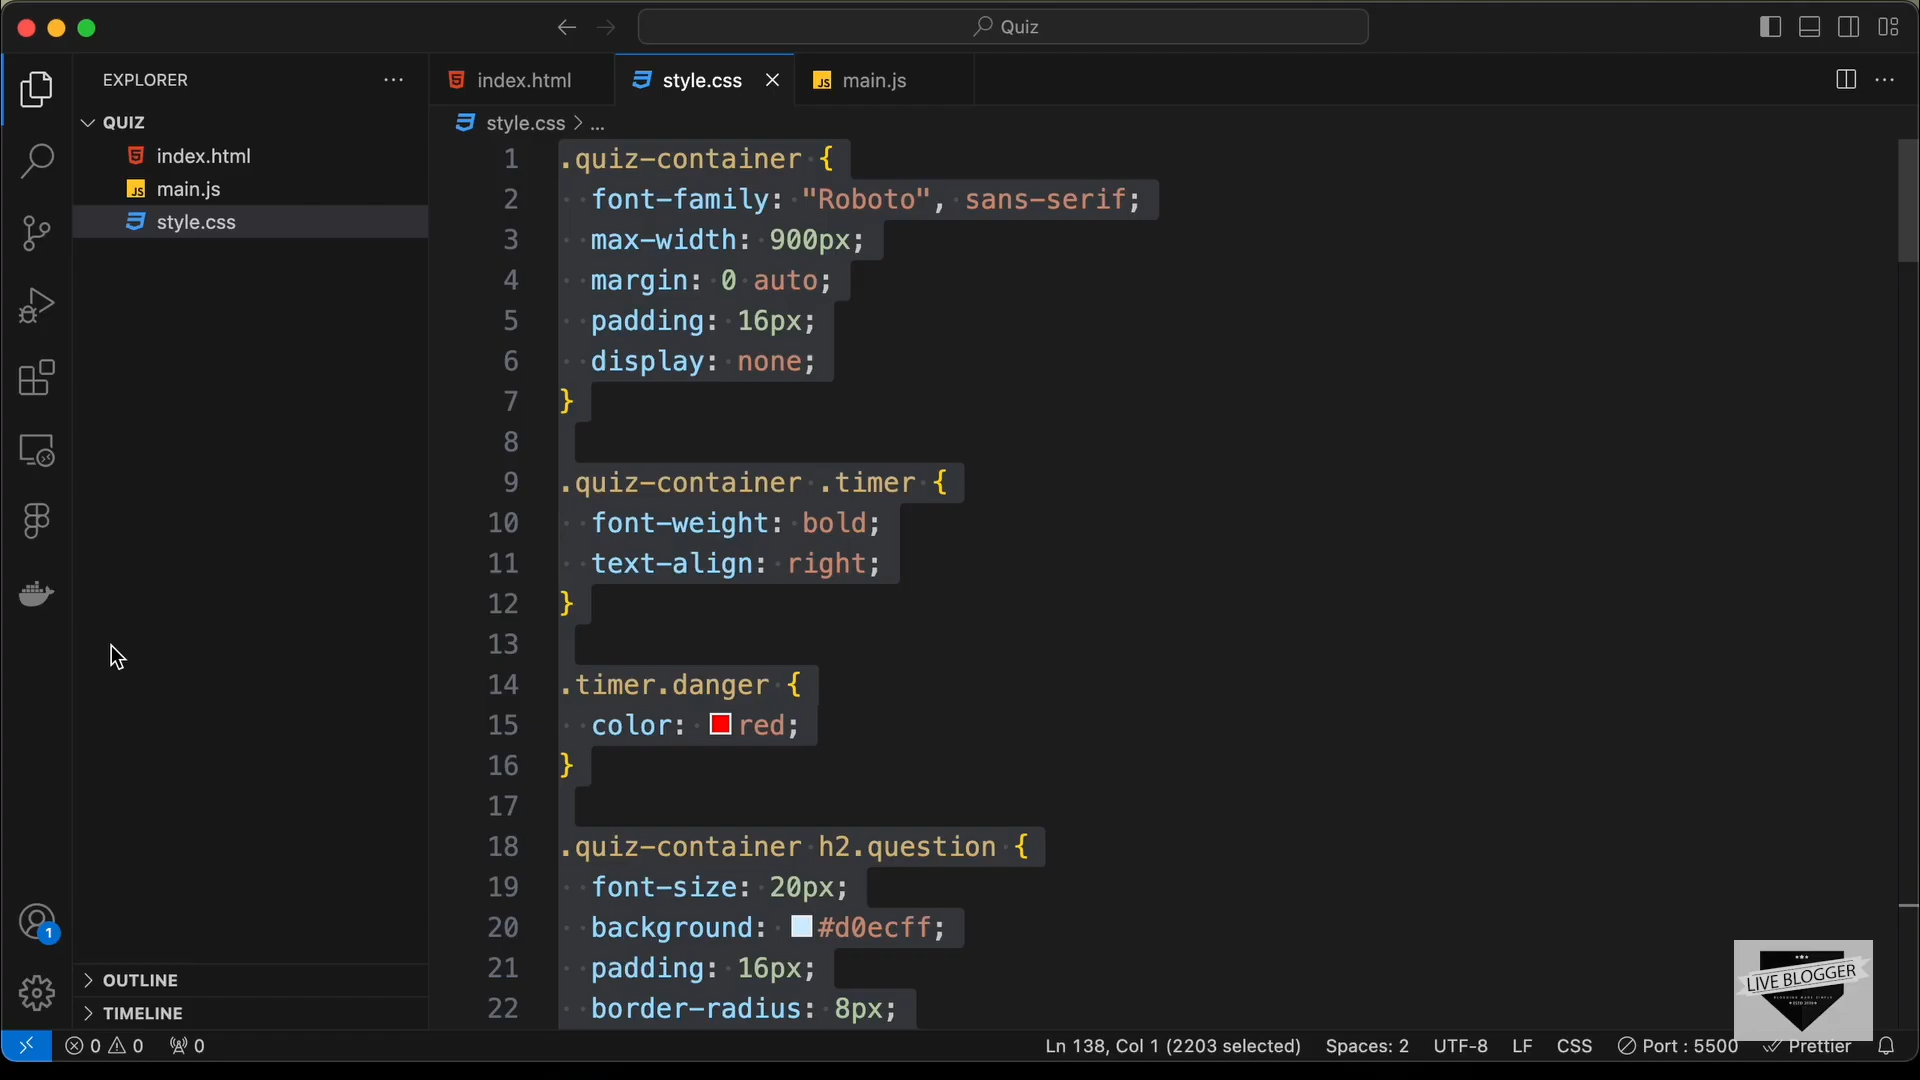 Quiz
EXPLORER
index.html
style.css
main.js
QUIZ
style.css > ...
index.html
main.js
style.css
1 .quiz-container {
2 font-family: "Roboto", sans-serif;
3 max-width: 900px;
4 margin: 0 auto;
5 padding: 16px;
6 display: none;
7 }
8
9 .quiz-container .timer {
10 font-weight: bold;
11 text-align: right;
12 }
13
14 .timer.danger {
15 color: red;
16 }
17
18 .quiz-container h2.question {
19 font-size: 20px;
20 background: #d0ecff;
21 padding: 16px;
22 border-radius: 8px;
1
OUTLINE
TIMELINE
LIVE BLOGGER
0 0 0
Ln 138, Col 1 (2203 selected) Spaces: 2 UTF-8 LF CSS Port : 5500 Prettier